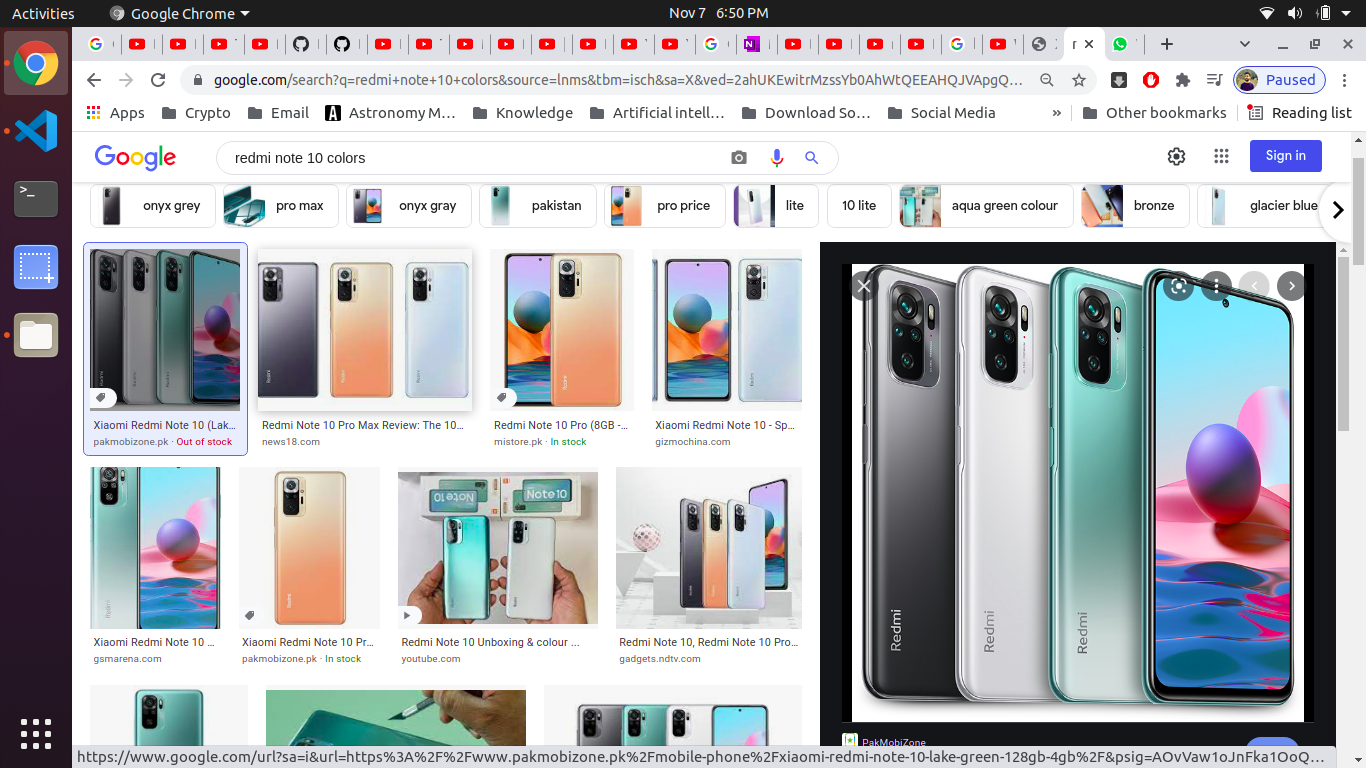 Activities
Google Chrome
Nov 7 6:50 PM
google.com/search?q=redmi+note+10+colors&source=lnms&tbm=isch&sa=X&ved=2ahUKEwitrMzssYb0AhWtQEEAHQJVApgQ...
Paused
Apps
Crypto
Email
Astronomy M...
Knowledge
Artificial intell...
Download So...
Social Media
»
Other bookmarks
Reading list
Google
redmi note 10 colors
Sign in
onyx grey
pro max
onyx gray
pakistan
pro price
lite
10 lite
aqua green colour
bronze
glacier blue
Xiaomi Redmi Note 10 (Lak...
pakmobizone.pk · Out of stock
Redmi Note 10 Pro Max Review: The 10...
news18.com
Redmi Note 10 Pro (8GB -...
mistore.pk · In stock
Xiaomi Redmi Note 10 - Sp...
gizmochina.com
Redmi
Redmi
Redmi
Note 10
Note 10
Xiaomi Redmi Note 10 ...
gsmarena.com
Xiaomi Redmi Note 10 Pr...
pakmobizone.pk · In stock
Redmi Note 10 Unboxing & colour ...
youtube.com
Redmi Note 10, Redmi Note 10 Pro...
gadgets.ndtv.com
PakMobiZone
https://www.google.com/url?sa=i&url=https%3A%2F%2Fwww.pakmobizone.pk%2Fmobile-phone%2Fxiaomi-redmi-note-10-lake-green-128gb-4gb%2F&psig=AOvVaw1oJnFka1OoQ...